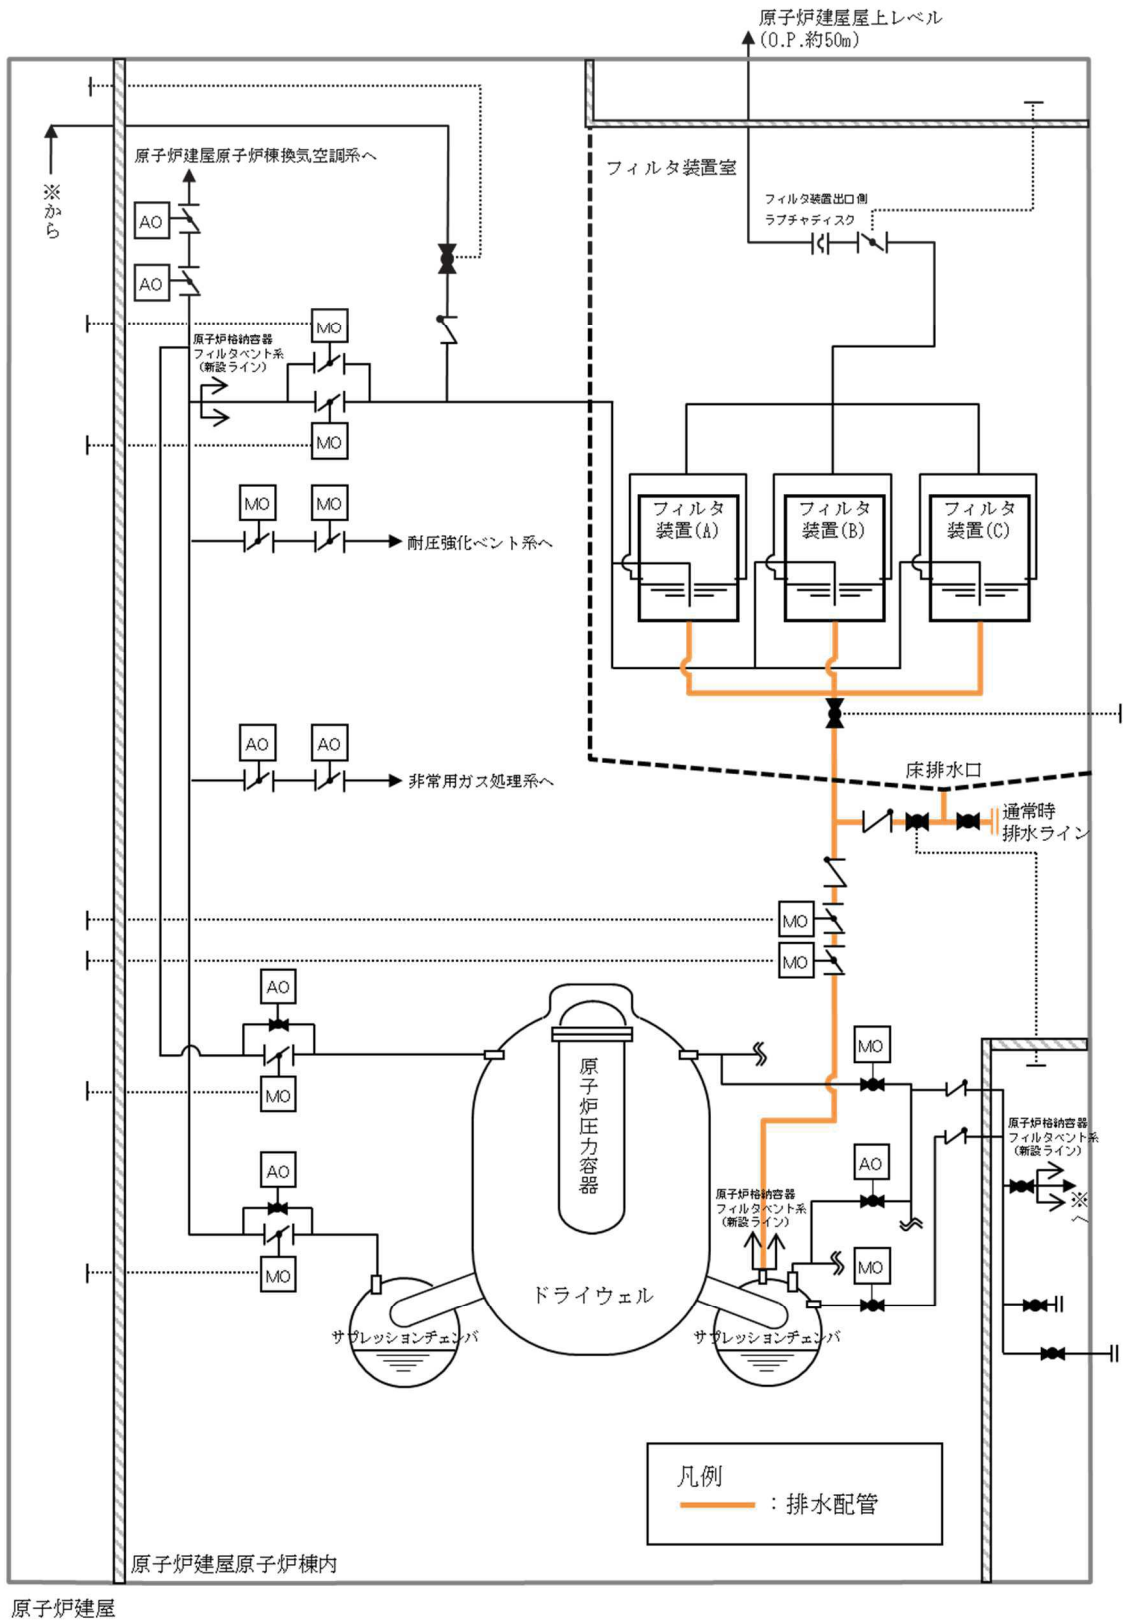 原子炉建屋屋上レベル
(O.P.約50m)
※から
原子炉建屋原子炉棟換気空調系へ
フィルタ装置室
フィルタ装置出口側
ラプチャディスク
AO
AO
MO
原子炉格納容器
フィルタベント系
(新設ライン)
MO
MO
MO
耐圧強化ベント系へ
フィルタ
装置(A)
フィルタ
装置(B)
フィルタ
装置(C)
AO
AO
非常用ガス処理系へ
床排水口
通常時
排水ライン
MO
MO
AO
MO
原子炉圧力容器
MO
原子炉格納容器
フィルタベント系
(新設ライン)
※へ
AO
MO
AO
原子炉格納容器
フィルタベント系
(新設ライン)
MO
ドライウェル
サプレッションチェンバ
サプレッションチェンバ
凡例
：排水配管
原子炉建屋原子炉棟内
原子炉建屋